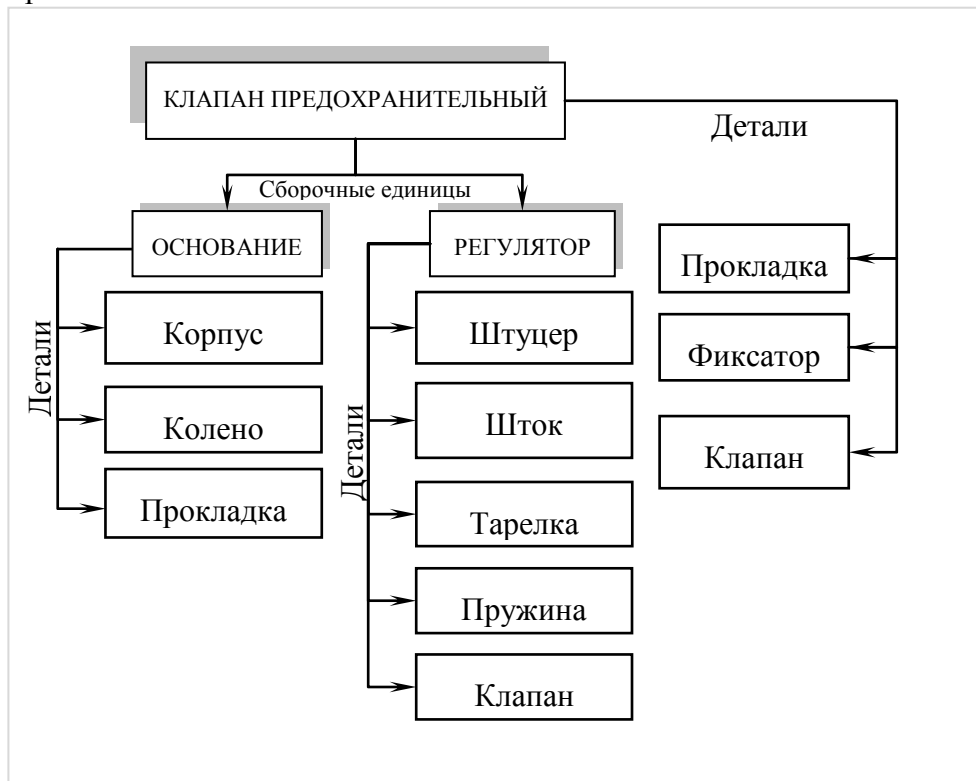 КЛАПАН ПРЕДОХРАНИТЕЛЬНЫЙ
Детали
Сборочные единицы
ОСНОВАНИЕ
РЕГУЛЯТОР
Детали
Корпус
Колено
Прокладка
Детали
Штуцер
Шток
Тарелка
Пружина
Клапан
Прокладка
Фиксатор
Клапан